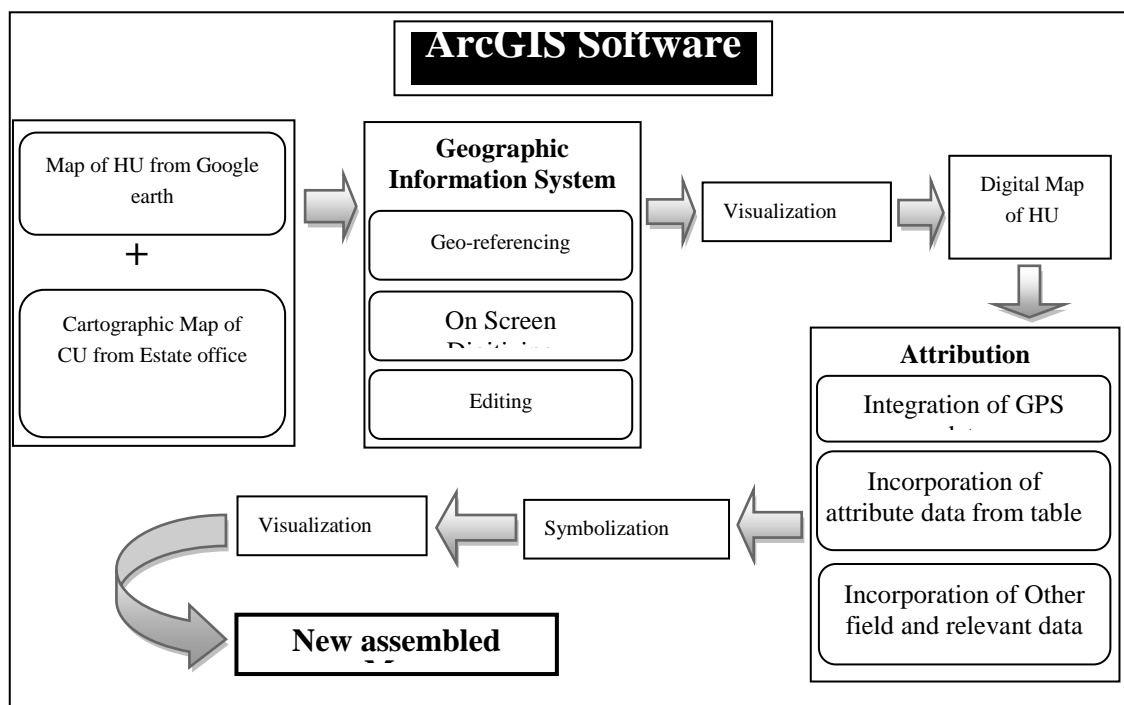 ArcGIS Software
Map of HU from Google
earth
+
Cartographic Map of
CU from Estate office
Geographic
Information System
Geo-referencing
On Screen
Editing
Visualization
Digital Map
of HU
Attribution
Integration of GPS
Incorporation of
attribute data from table
Incorporation of Other
field and relevant data
Symbolization
Visualization
New assembled